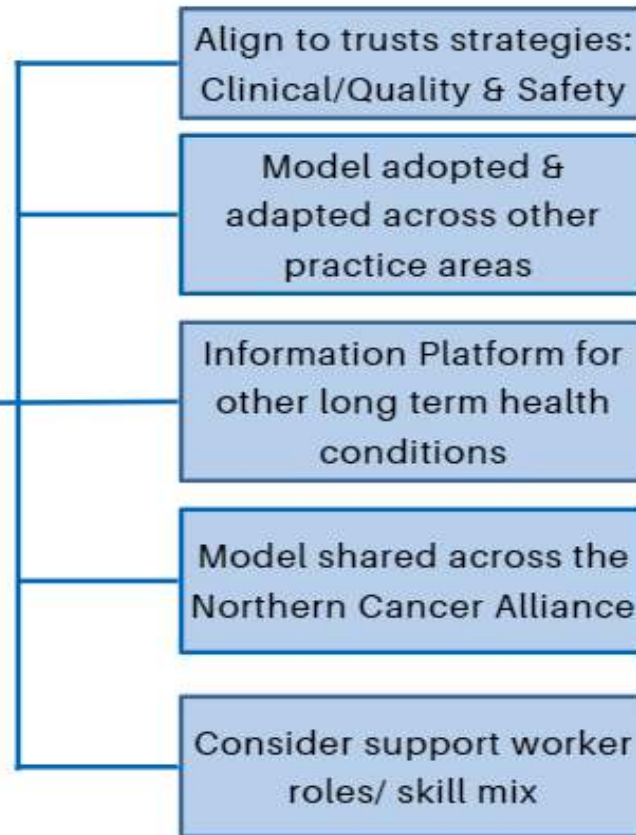 Align to trusts strategies:
Clinical/Quality & Safety
Model adopted &
adapted across other
practice areas
Information Platform for
other long term health
conditions
Model shared across the
Northern Cancer Alliance
Consider support worker
roles/ skill mix